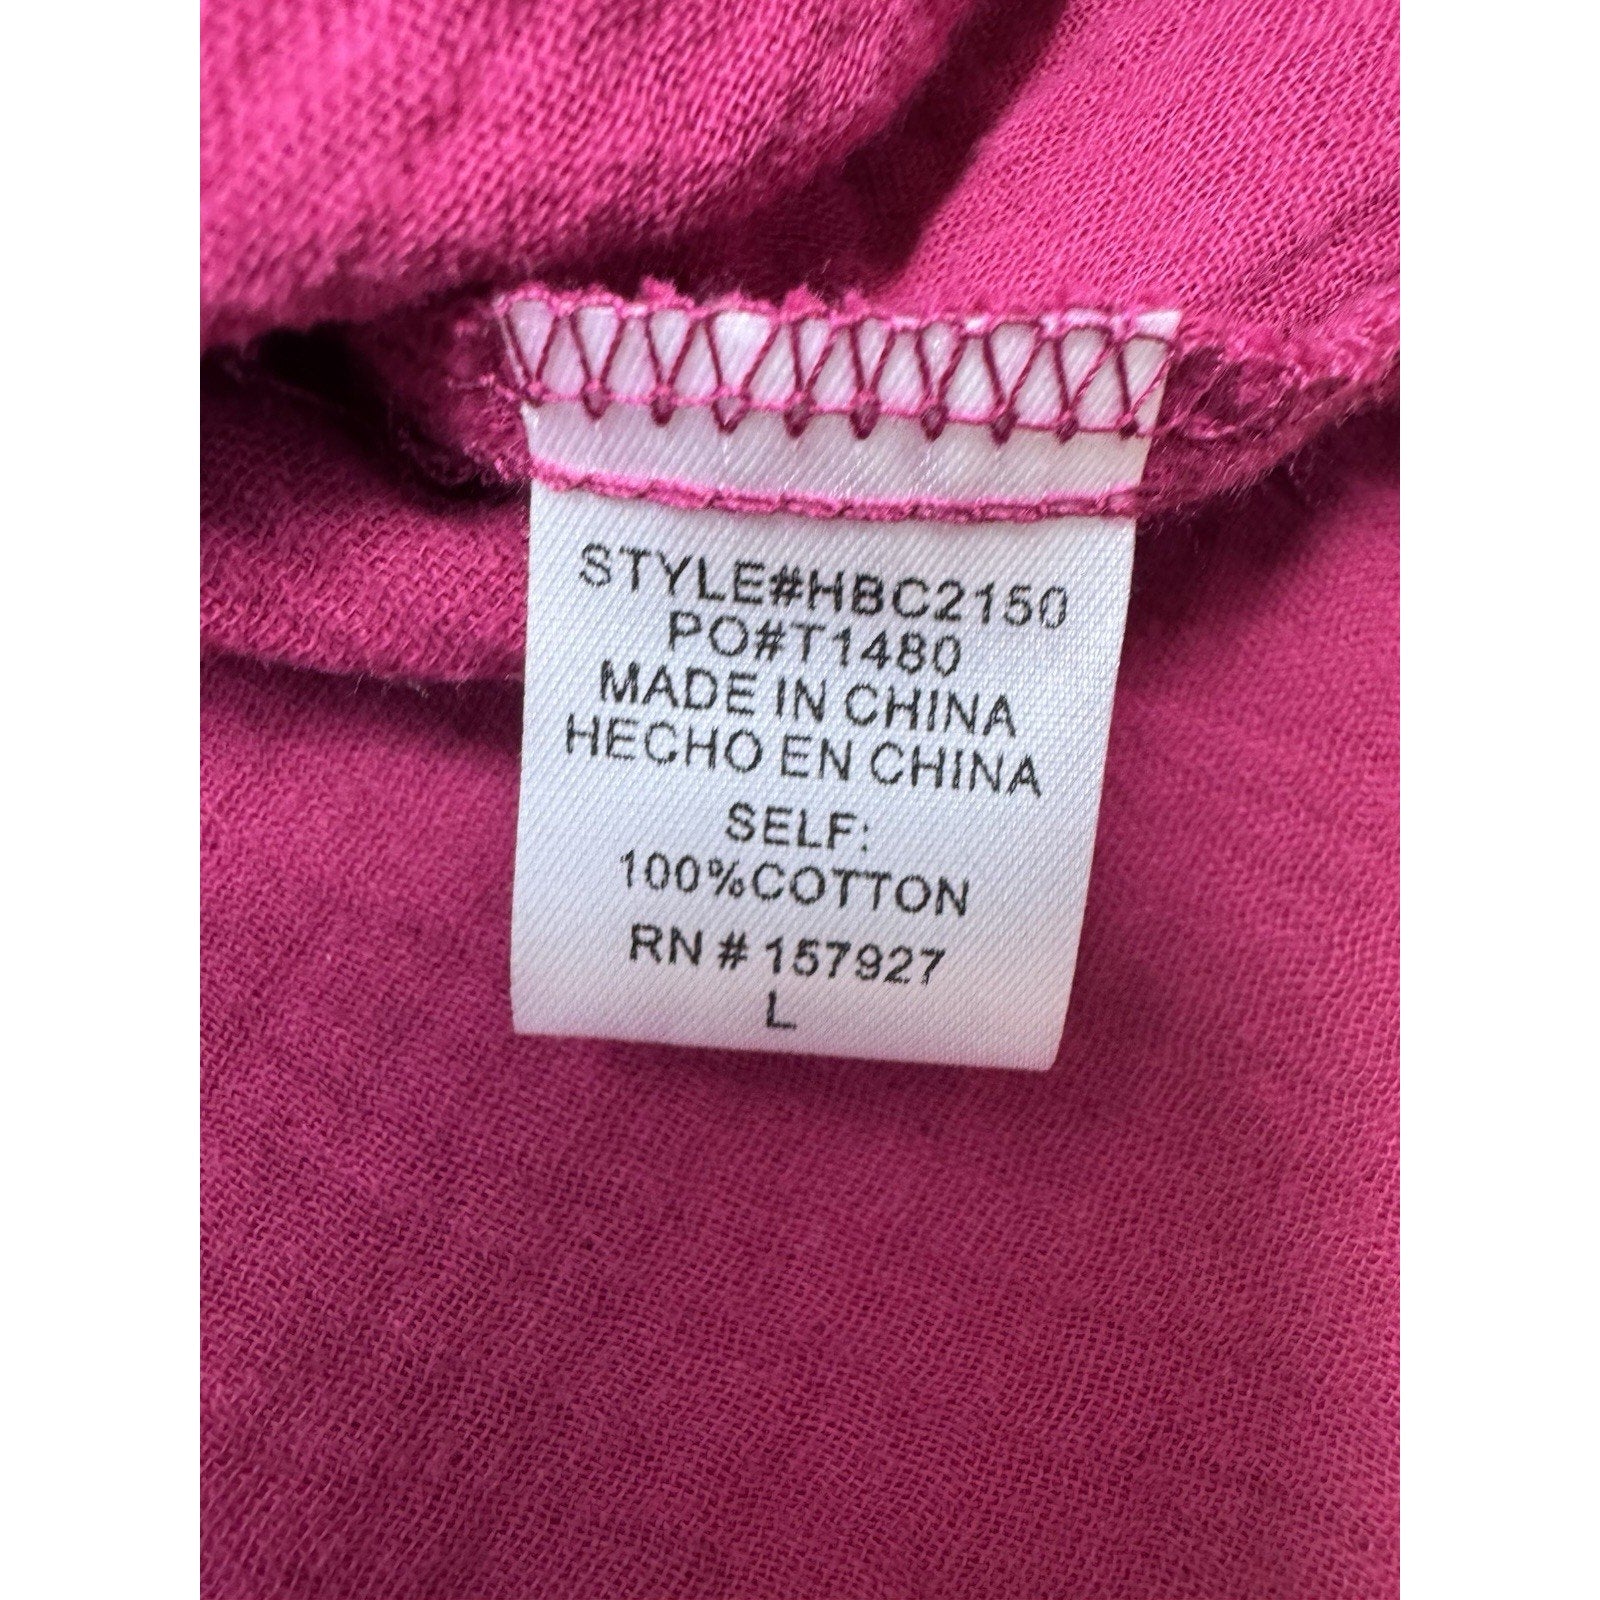 STYLE#HBC2150
PO#T1480
MADE IN CHINA
HECHO EN CHINA
SELF:
100%COTTON
RN # 157927
L